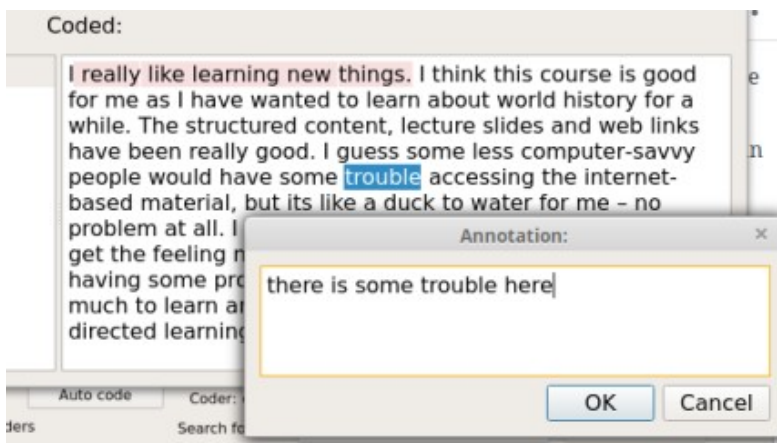 Coded:
I really like learning new things. I think this course is good
for me as I have wanted to learn about world history for a
while. The structured content, lecture slides and web links
have been really good. I guess some less computer-savvy
people would have some trouble accessing the internet-
based material, but its like a duck to water for me – no
problem at all. I
get the feeling
having some
much to learn
directed learning
Annotation:
there is some trouble here
OK
Cancel
Auto code
Coder:
Search